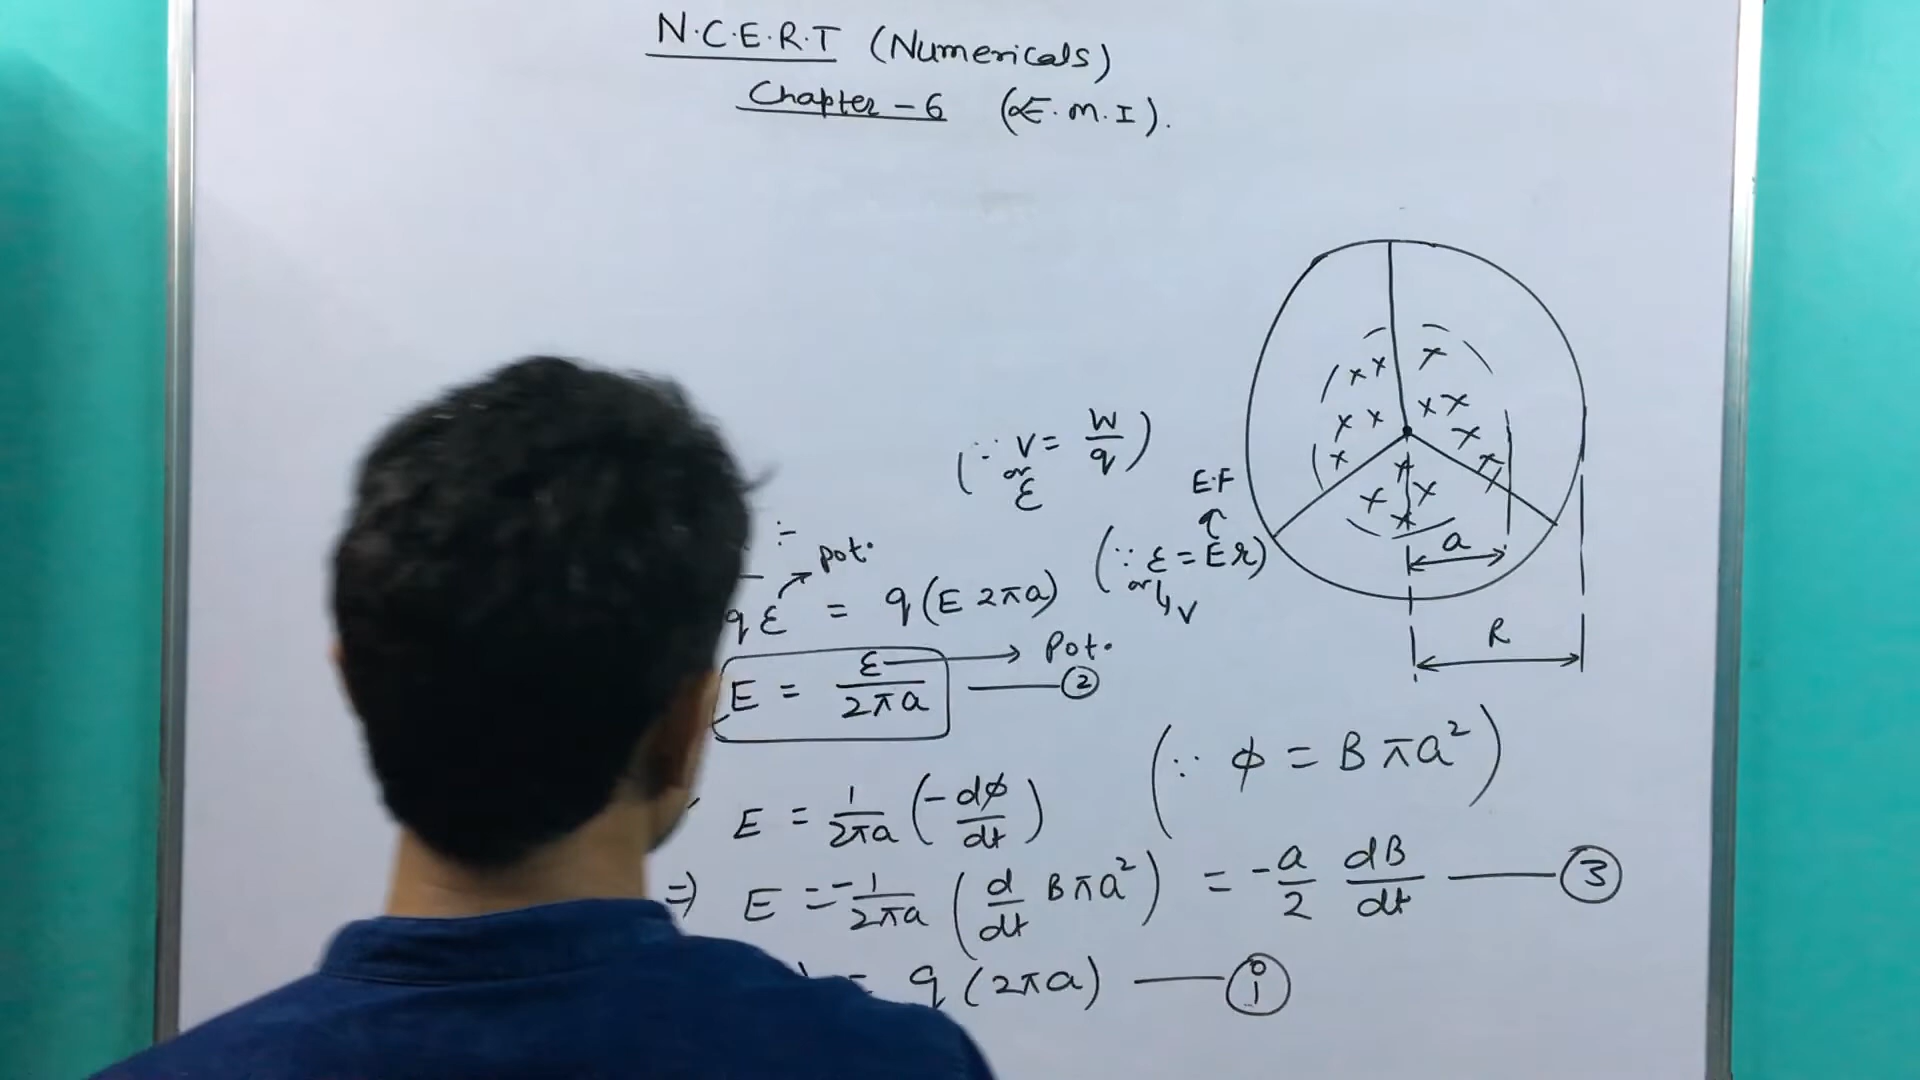 N.C.E.R.T (Numericals)
Chapter - 6 (E.M.I).
(∵ V = W/q)
or
ε
E.F
(∵ ε = Er)
or ↳ V
:-
pot.
qε = q(E 2πa)
E = ε/2πa → Pot. —— ②
a
R
E = 1/2πa (-dφ/dt) (∵ φ = Bπa²)
⇒ E = -1/2πa (d/dt Bπa²) = -a/2 dB/dt —— ③
= q(2πa) ——